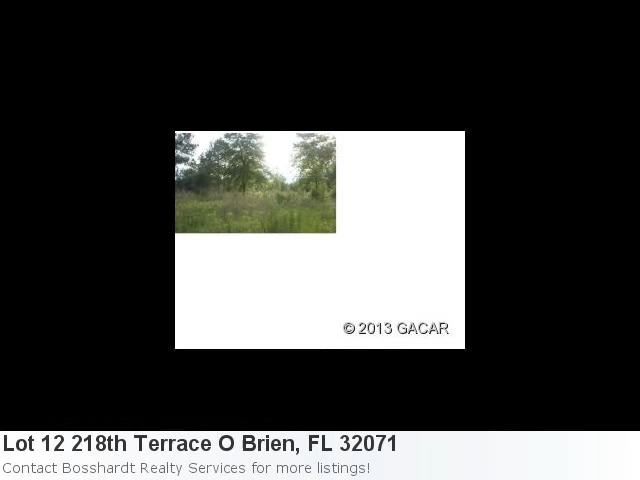 © 2013 GACAR
Lot 12 218th Terrace O Brien, FL 32071
Contact Bosshardt Realty Services for more listings!